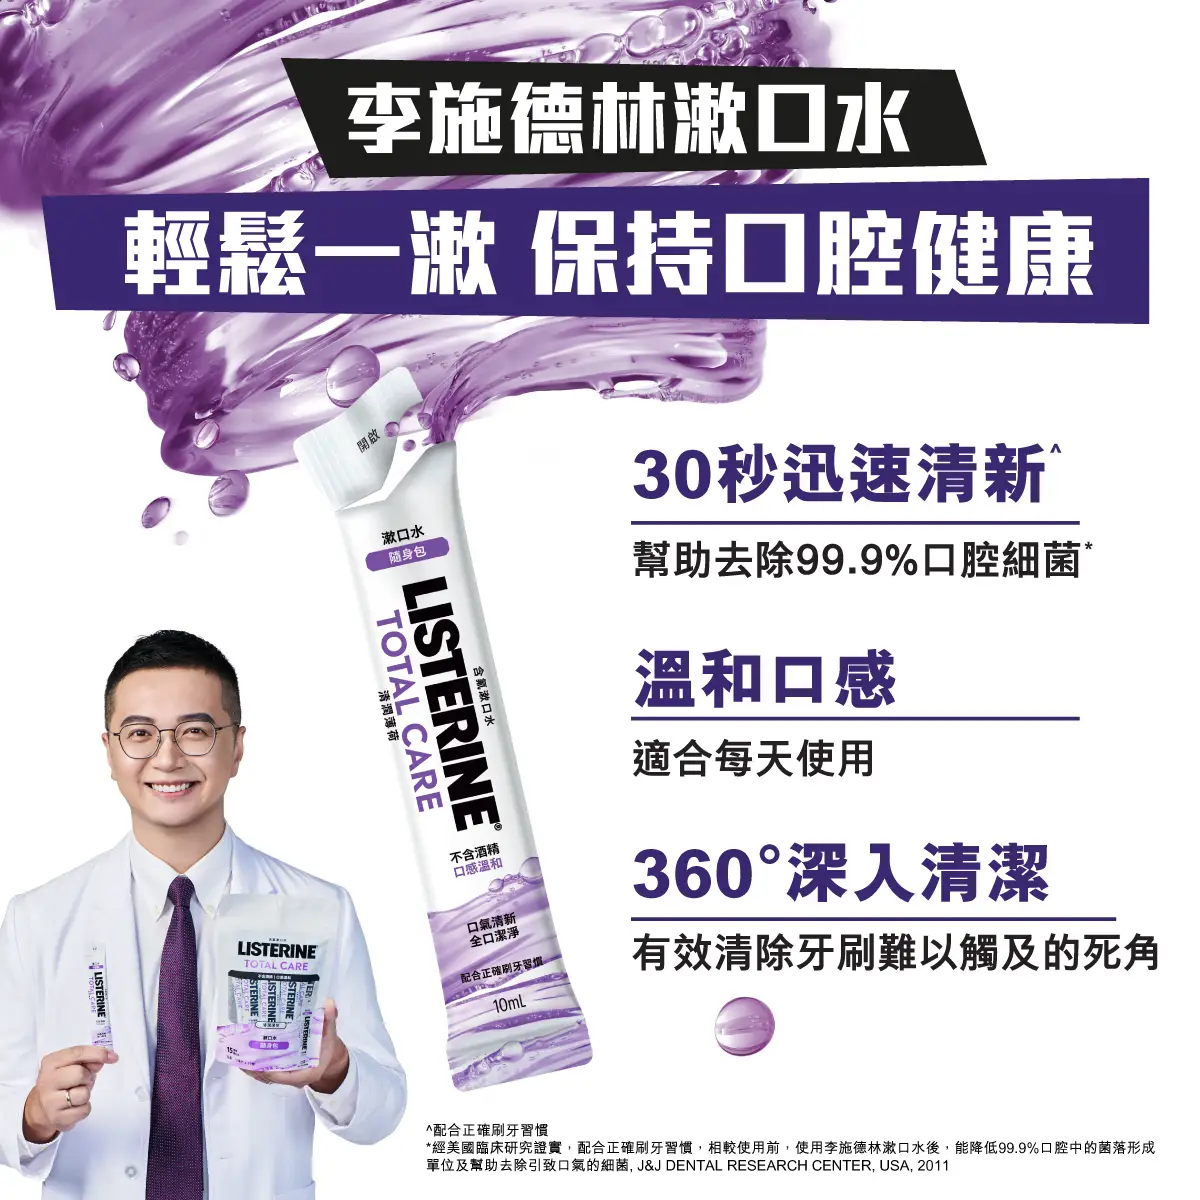 李施德林漱口水
輕鬆一漱 保持口腔健康
開啟
漱口水
隨身包
LISTERINE®
TOTAL CARE
含氟漱口水
清潤薄荷
不含酒精
口感溫和
口氣清新
全口潔淨
配合正確刷牙習慣
10mL
30秒迅速清新^
幫助去除99.9%口腔細菌*
溫和口感
適合每天使用
360°深入清潔
有效清除牙刷難以觸及的死角
LISTERINE
TOTAL CARE
LISTERINE
TOTAL CARE
漱口水
隨身包
^配合正確刷牙習慣
*經美國臨床研究證實，配合正確刷牙習慣，相較使用前，使用李施德林漱口水後，能降低99.9%口腔中的菌落形成
單位及幫助去除引致口氣的細菌, J&J DENTAL RESEARCH CENTER, USA, 2011